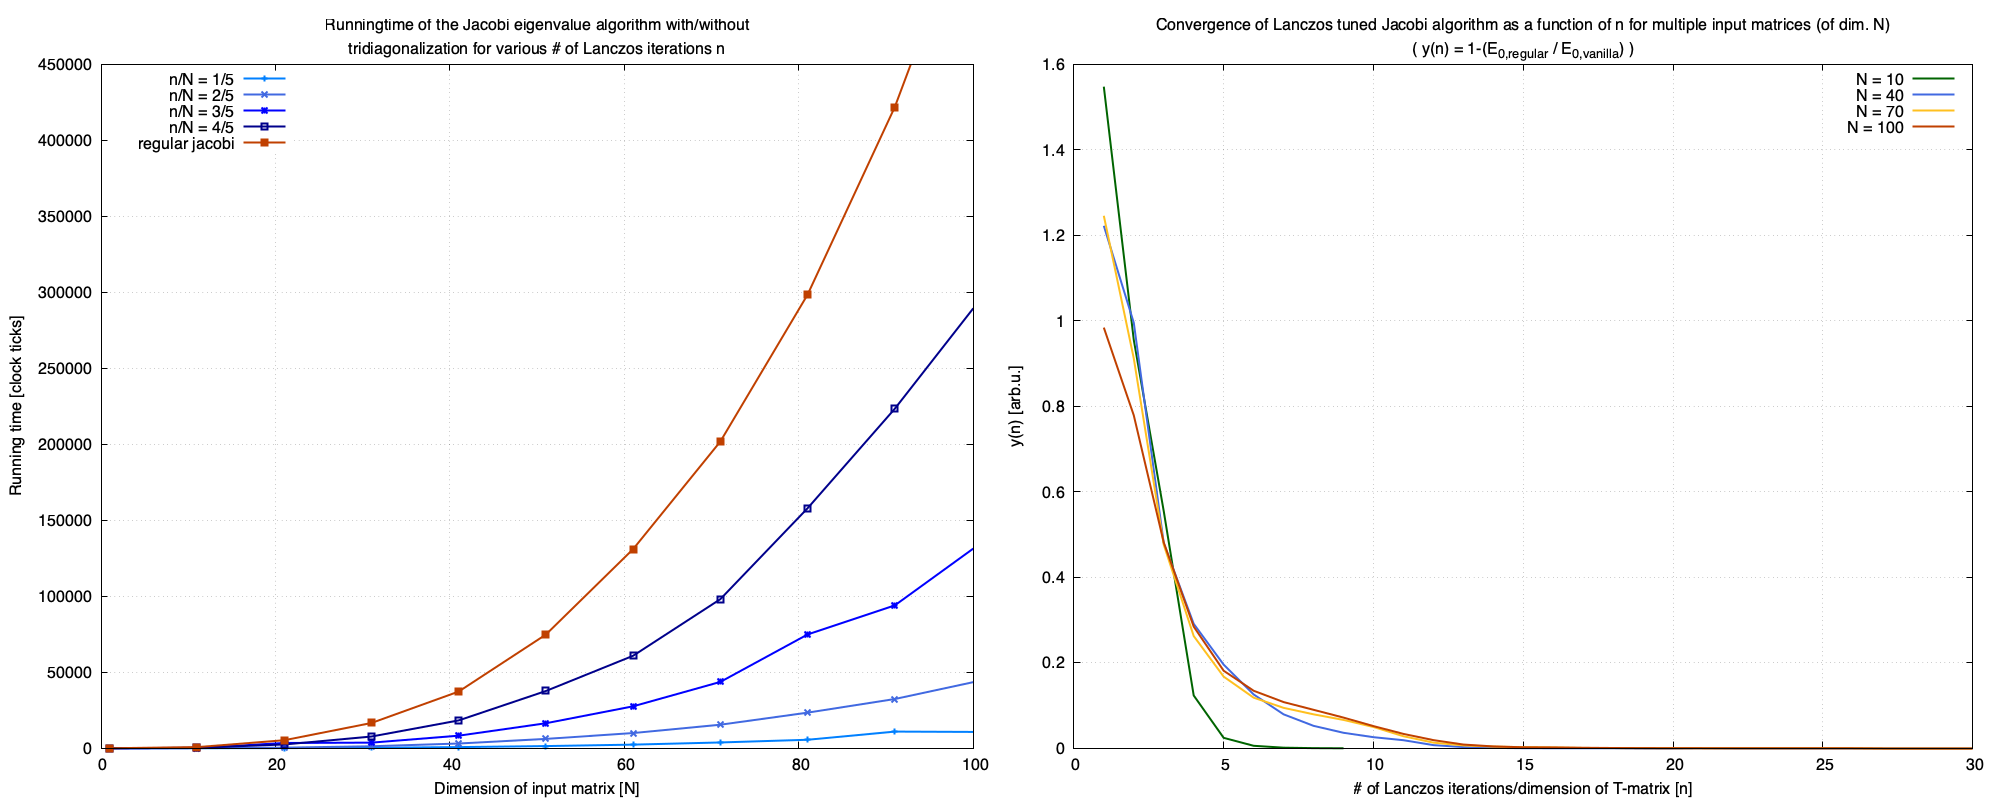 Runningtime of the Jacobi eigenvalue algorithm with/without
tridiagonalization for various # of Lanczos iterations n
450000
400000
350000
300000
250000
200000
150000
100000
50000
0
Running time [clock ticks]
n/N = 1/5
n/N = 2/5
n/N = 3/5
n/N = 4/5
regular jacobi
0 20 40 60 80 100
Dimension of input matrix [N]
Convergence of Lanczos tuned Jacobi algorithm as a function of n for multiple input matrices (of dim. N)
( y(n) = 1-(E0,regular / E0,vanilla) )
1.6
1.4
1.2
1
0.8
0.6
0.4
0.2
0
y(n) [arb.u.]
N = 10
N = 40
N = 70
N = 100
0 5 10 15 20 25 30
# of Lanczos iterations/dimension of T-matrix [n]